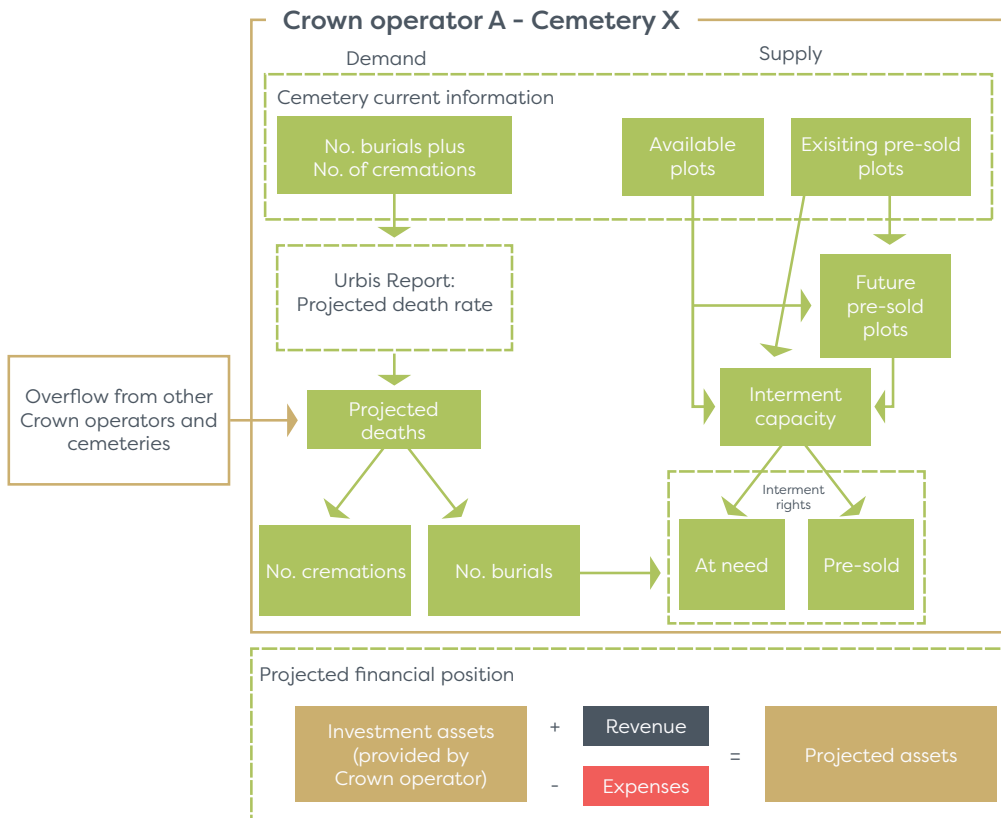 Crown operator A - Cemetery X
Demand
Supply
Cemetery current information
No. burials plus
No. of cremations
Available
plots
Exisiting pre-sold
plots
Urbis Report:
Projected death rate
Future
pre-sold
plots
Overflow from other
Crown operators and
cemeteries
Projected
deaths
Interment
capacity
Interment
rights
No. cremations
No. burials
At need
Pre-sold
Projected financial position
Investment assets
(provided by
Crown operator)
+
Revenue
-
Expenses
=
Projected assets